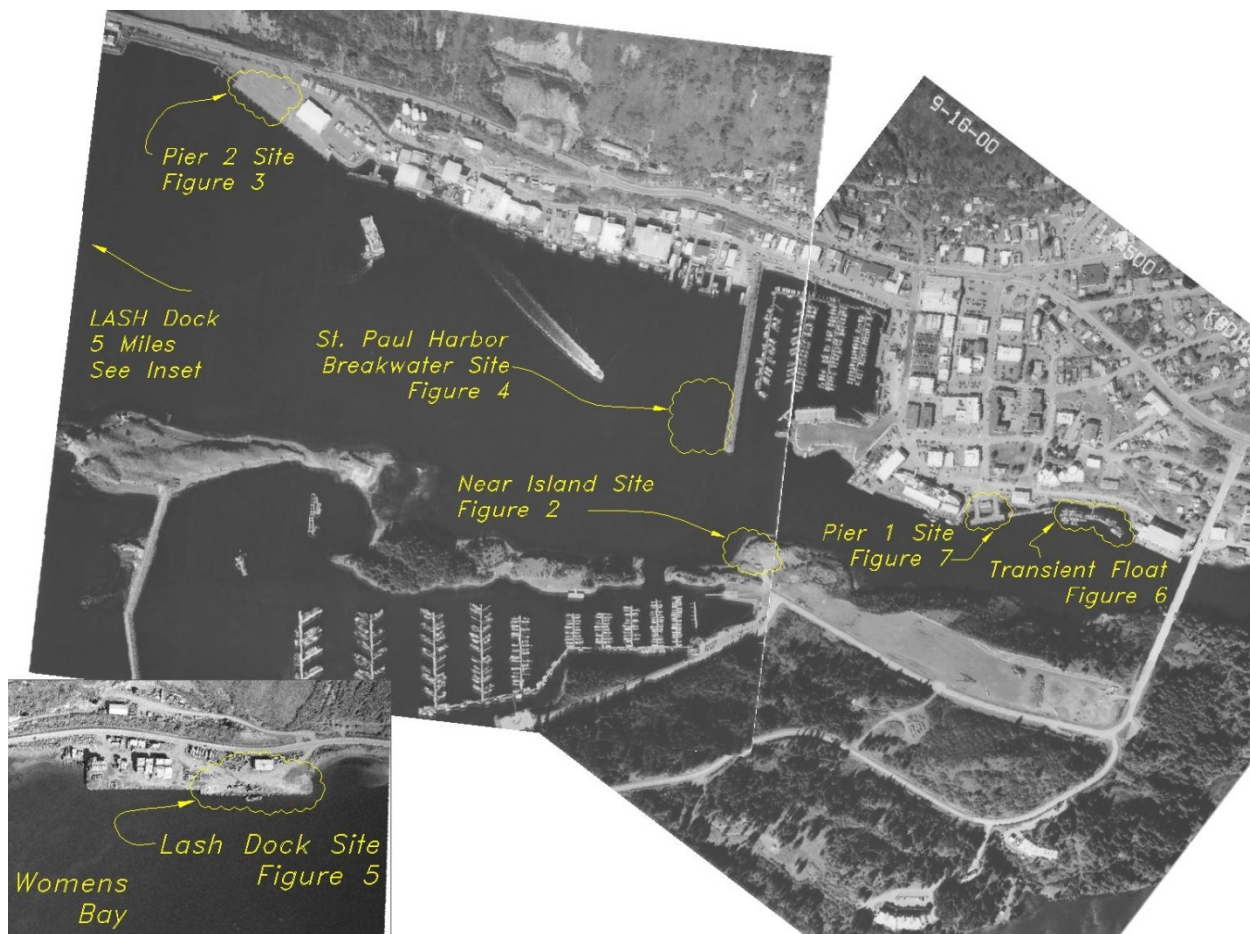 Pier 2 Site
Figure 3
LASH Dock
5 Miles
See Inset
St. Paul Harbor
Breakwater Site
Figure 4
Near Island Site
Figure 2
Pier 1 Site
Figure 7
Transient Float
Figure 6
9-16-00
Lash Dock Site
Figure 5
Womens
Bay